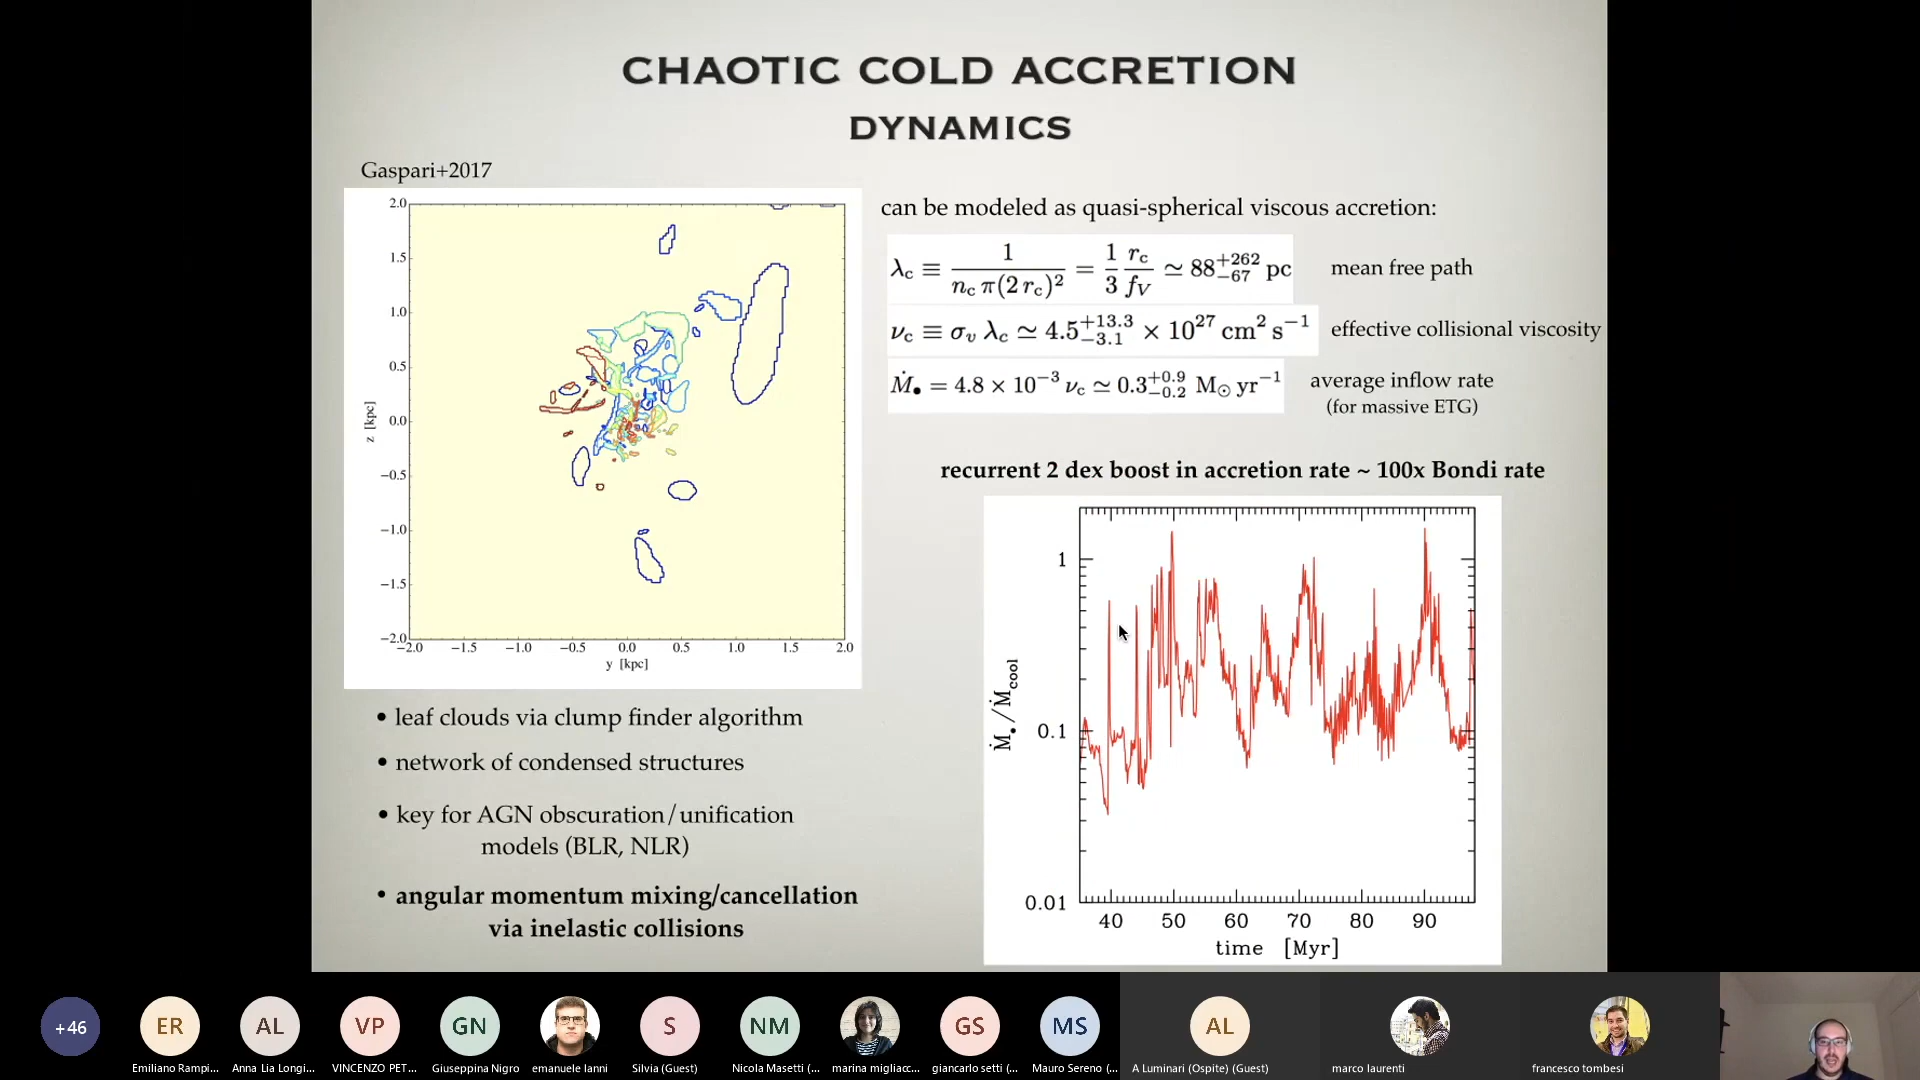 CHAOTIC COLD ACCRETION
DYNAMICS
Gaspari+2017
2.0
1.5
1.0
0.5
0.0
−0.5
−1.0
−1.5
−2.0
z [kpc]
−2.0 −1.5 −1.0 −0.5 0.0 0.5 1.0 1.5 2.0
y [kpc]
• leaf clouds via clump finder algorithm
• network of condensed structures
• key for AGN obscuration/unification
models (BLR, NLR)
• angular momentum mixing/cancellation
via inelastic collisions
can be modeled as quasi-spherical viscous accretion:
λc ≡ 1 / (nc π(2 rc)²) = (1/3) (rc / fV) ≃ 88 +262 −67 pc mean free path
νc ≡ σv λc ≃ 4.5 +13.3 −3.1 × 10²⁷ cm² s⁻¹ effective collisional viscosity
Ṁ• = 4.8 × 10⁻³ νc ≃ 0.3 +0.9 −0.2 M⊙ yr⁻¹ average inflow rate
(for massive ETG)
recurrent 2 dex boost in accretion rate ~ 100x Bondi rate
1
0.1
0.01
Ṁ•/Ṁcool
40 50 60 70 80 90
time [Myr]
+46 ER AL VP GN S NM GS MS AL
Emiliano Rampi... Anna Lia Longi... VINCENZO PET... Giuseppina Nigro emanuele Ianni Silvia (Guest) Nicola Masetti (... marina migliacc... giancarlo setti (... Mauro Sereno (... A Luminari (Ospite) (Guest) marco laurenti francesco tombesi